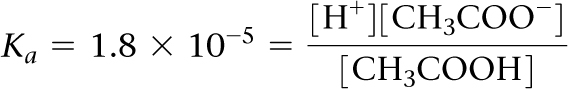 Kₐ = 1.8 × 10⁻⁵ = [H⁺][CH₃COO⁻] / [CH₃COOH]